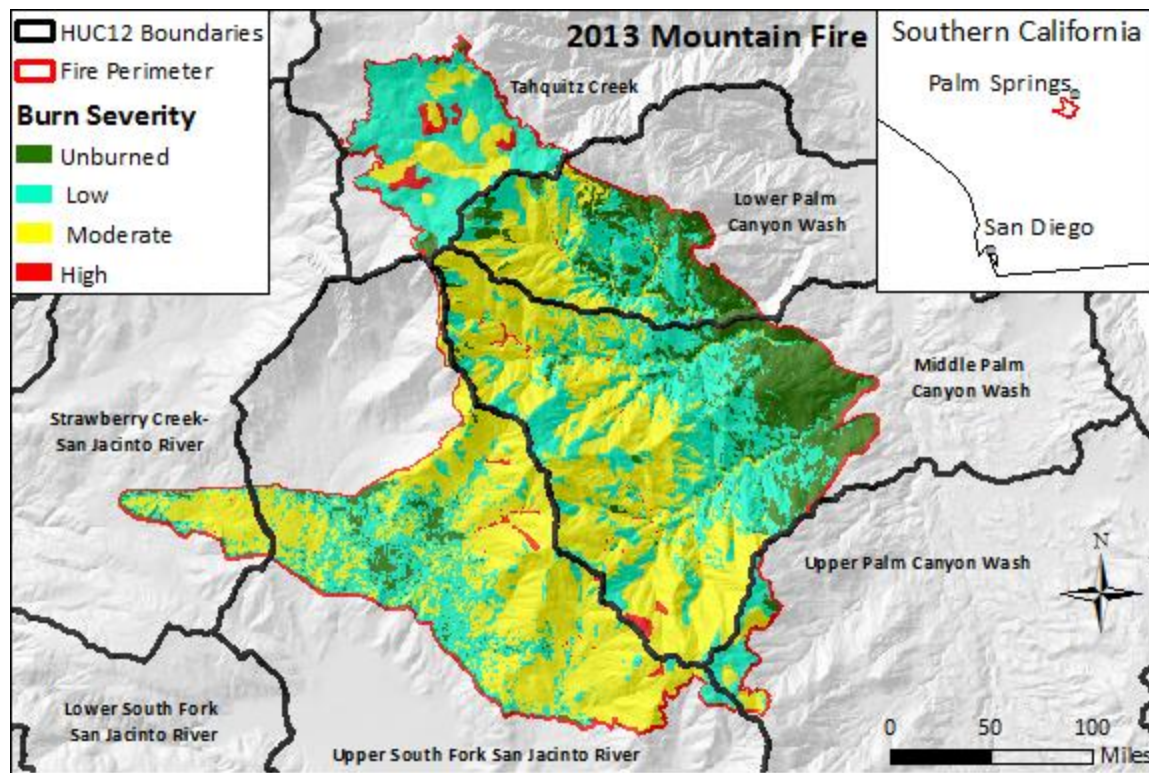 HUC12 Boundaries
Fire Perimeter
Burn Severity
Unburned
Low
Moderate
High
2013 Mountain Fire
Southern California
Palm Springs
San Diego
Tahquitz Creek
Lower Palm
Canyon Wash
Middle Palm
Canyon Wash
Strawberry Creek-
San Jacinto River
Upper Palm Canyon Wash
N
Lower South Fork
San Jacinto River
Upper South Fork San Jacinto River
0 50 100
Miles